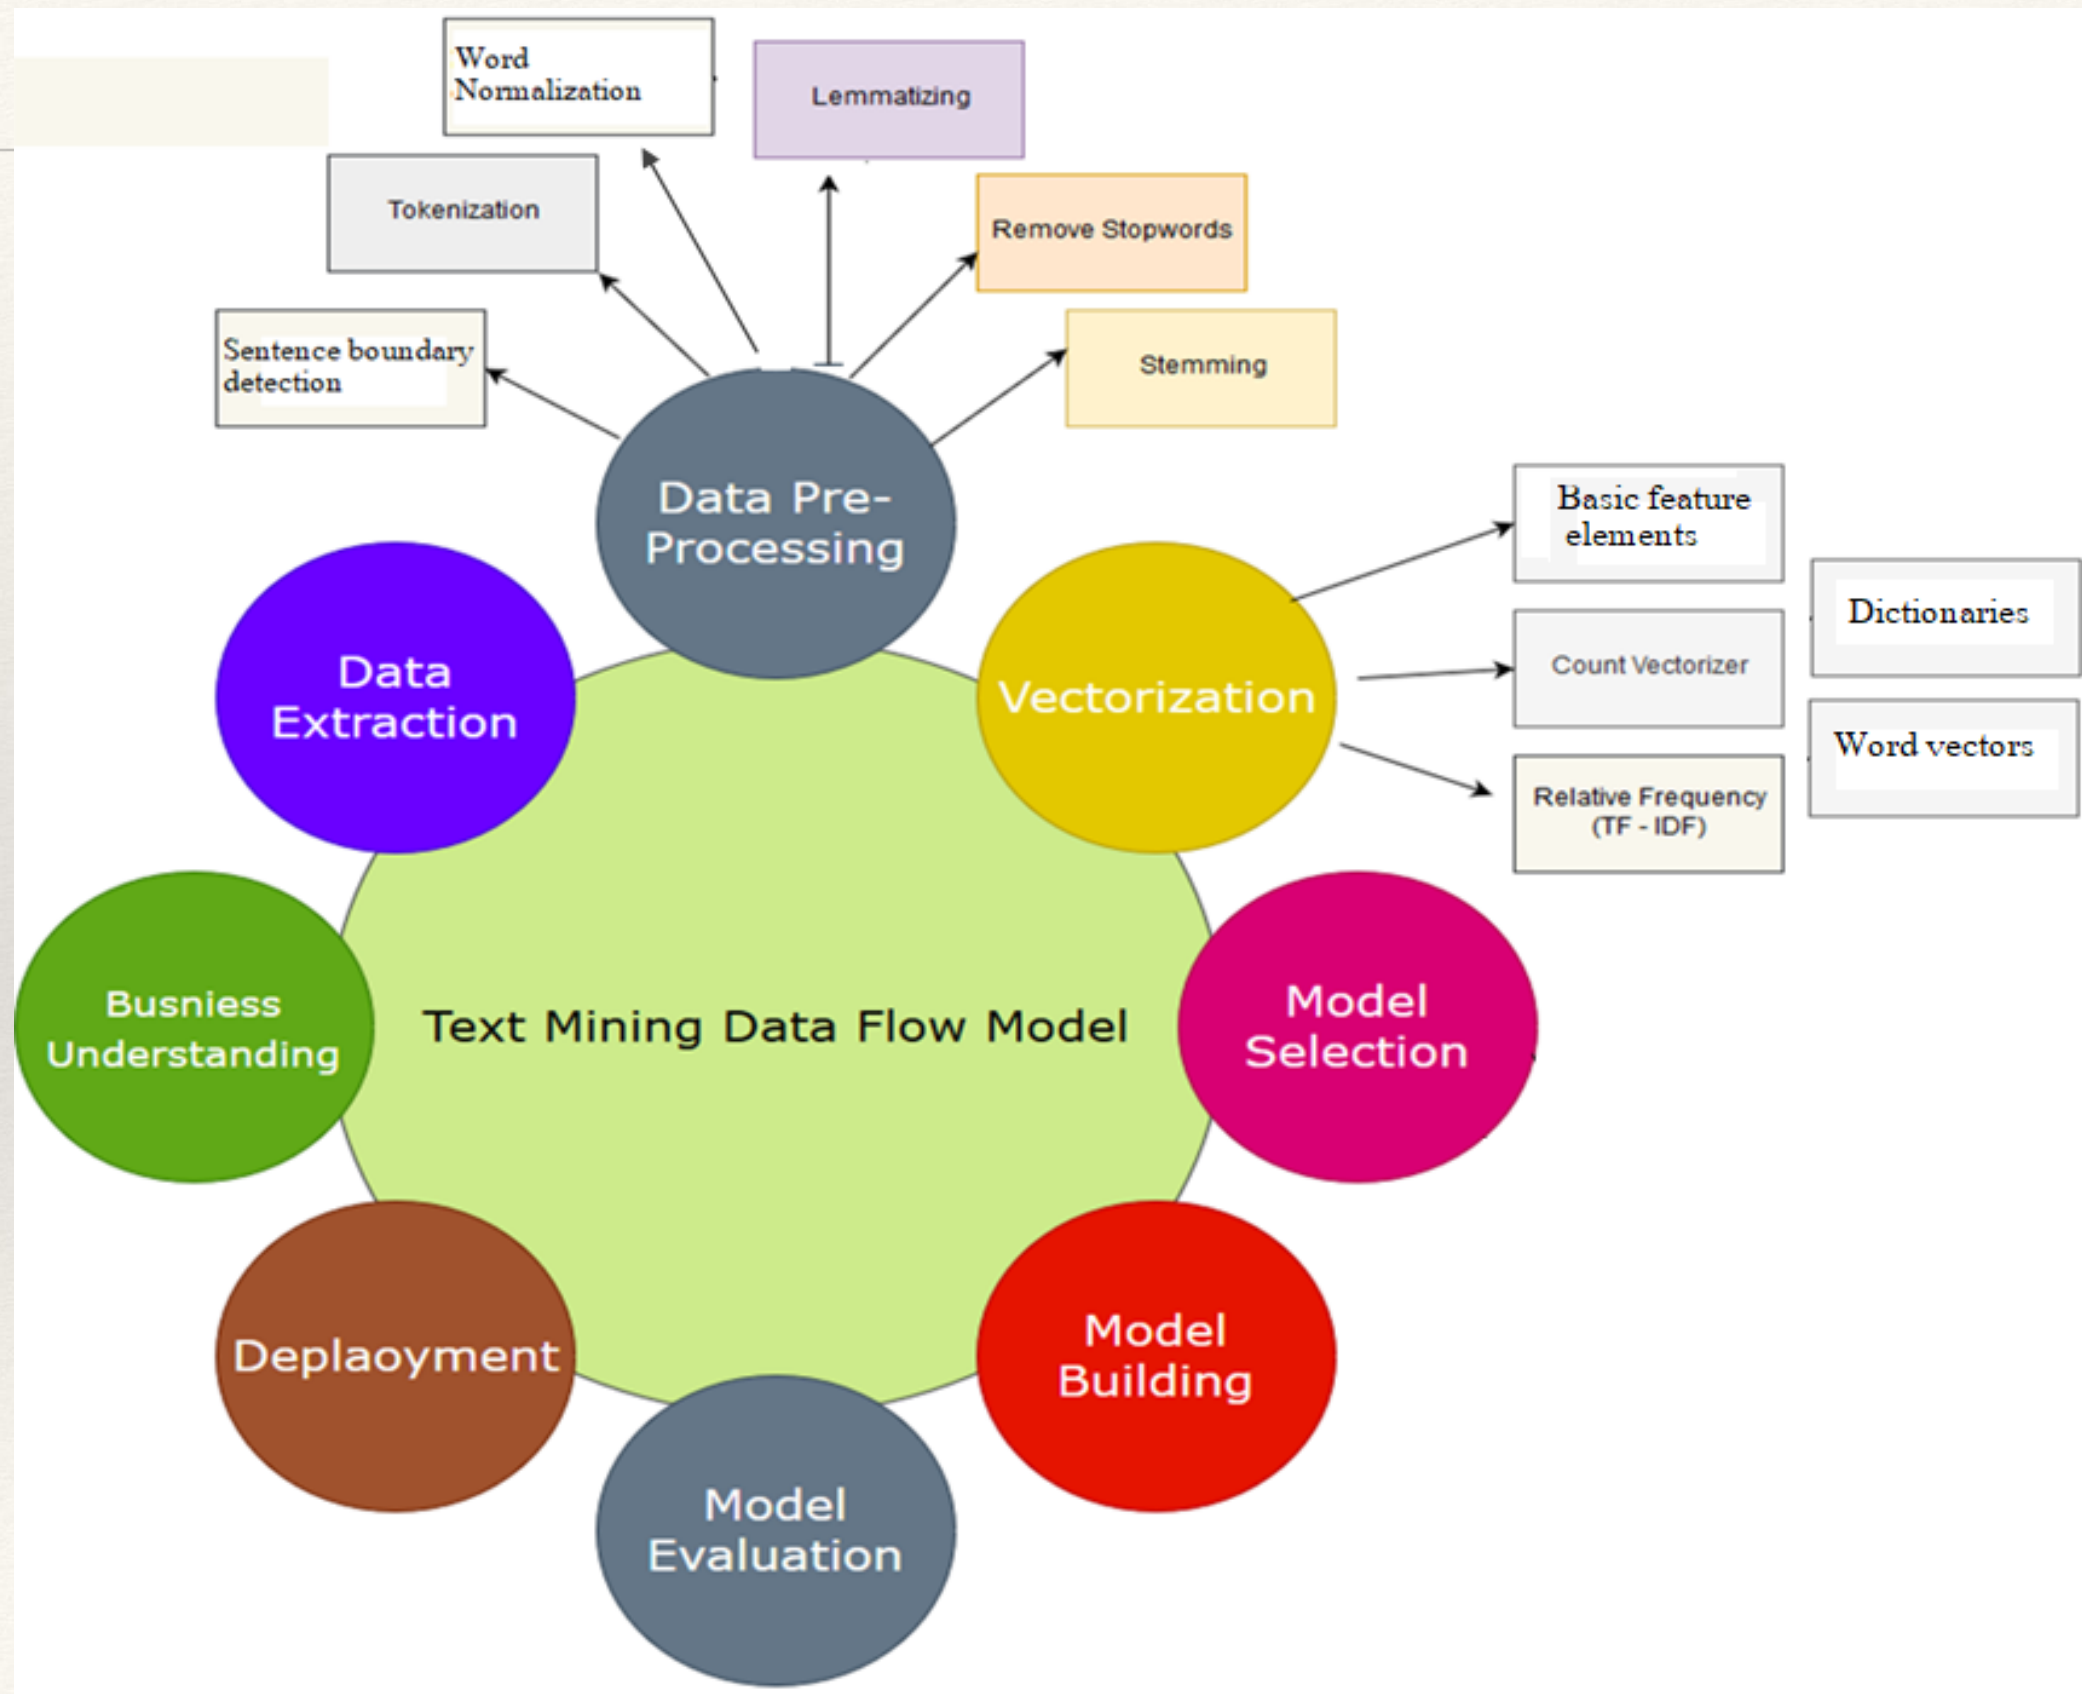 Word
Normalization
Lemmatizing
Tokenization
Remove Stopwords
Sentence boundary
detection
Stemming
Data Pre-
Processing
Basic feature
elements
Dictionaries
Count Vectorizer
Word vectors
Relative Frequency
(TF - IDF)
Data
Extraction
Vectorization
Busniess
Understanding
Text Mining Data Flow Model
Model
Selection
Deplaoyment
Model
Building
Model
Evaluation